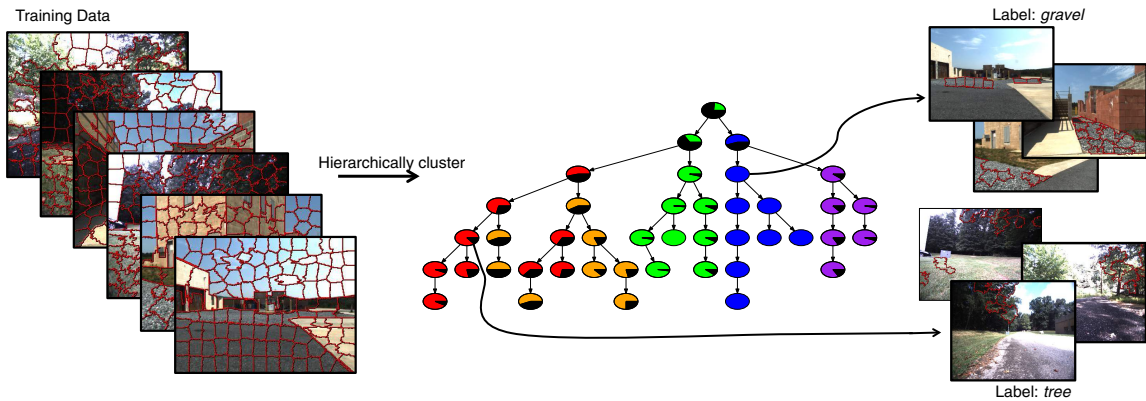 Training Data
Hierarchically cluster
Label: gravel
Label: tree